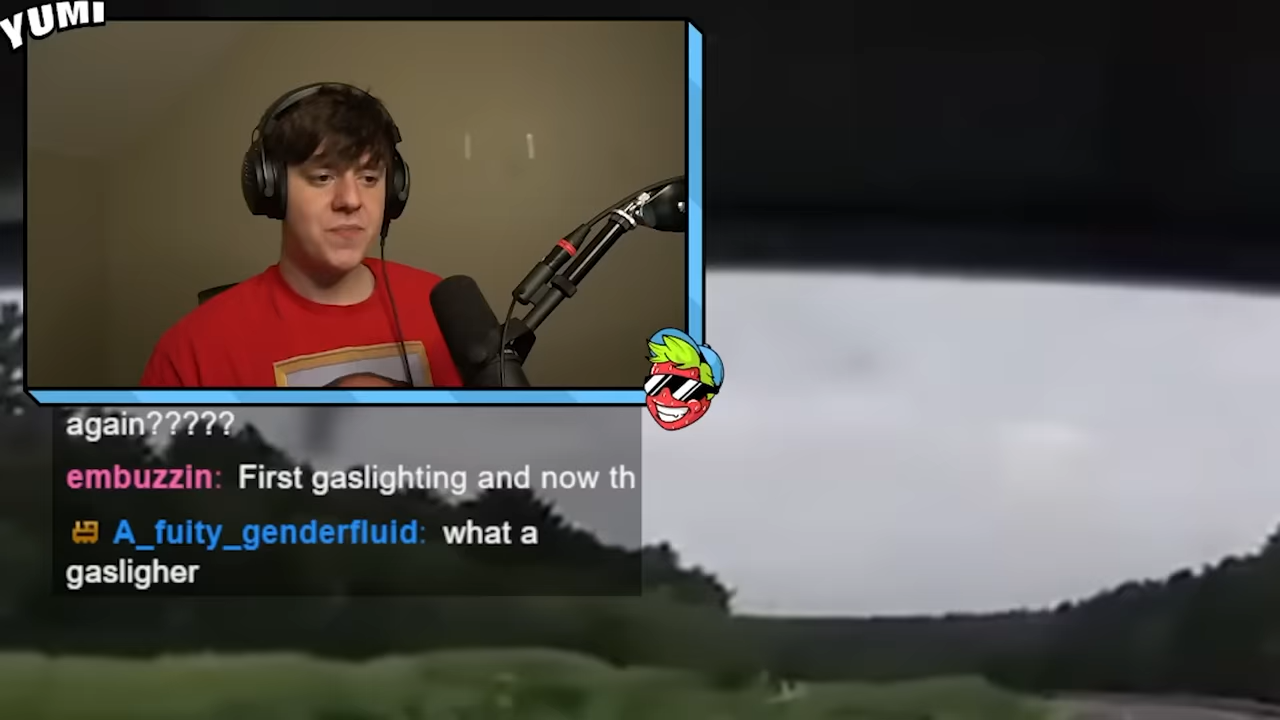 YUMI
again?????
embuzzin: First gaslighting and now th
A_fuity_genderfluid: what a
gasligher